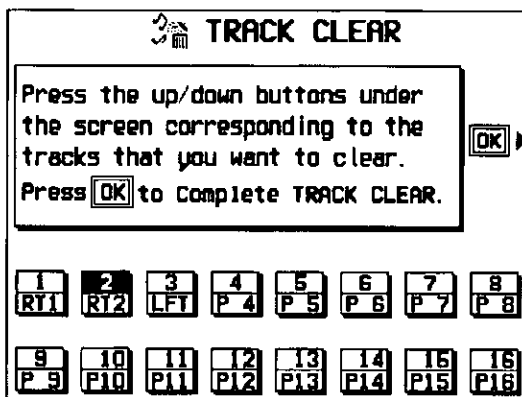 TRACK CLEAR
Press the up/down buttons under
the screen corresponding to the
tracks that you want to clear.
Press OK to Complete TRACK CLEAR.
OK
1 2 3 4 5 6 7 8
RT1 RT2 LFT P 4 P 5 P 6 P 7 P 8
9 10 11 12 13 14 15 16
P 9 P10 P11 P12 P13 P14 P15 P16